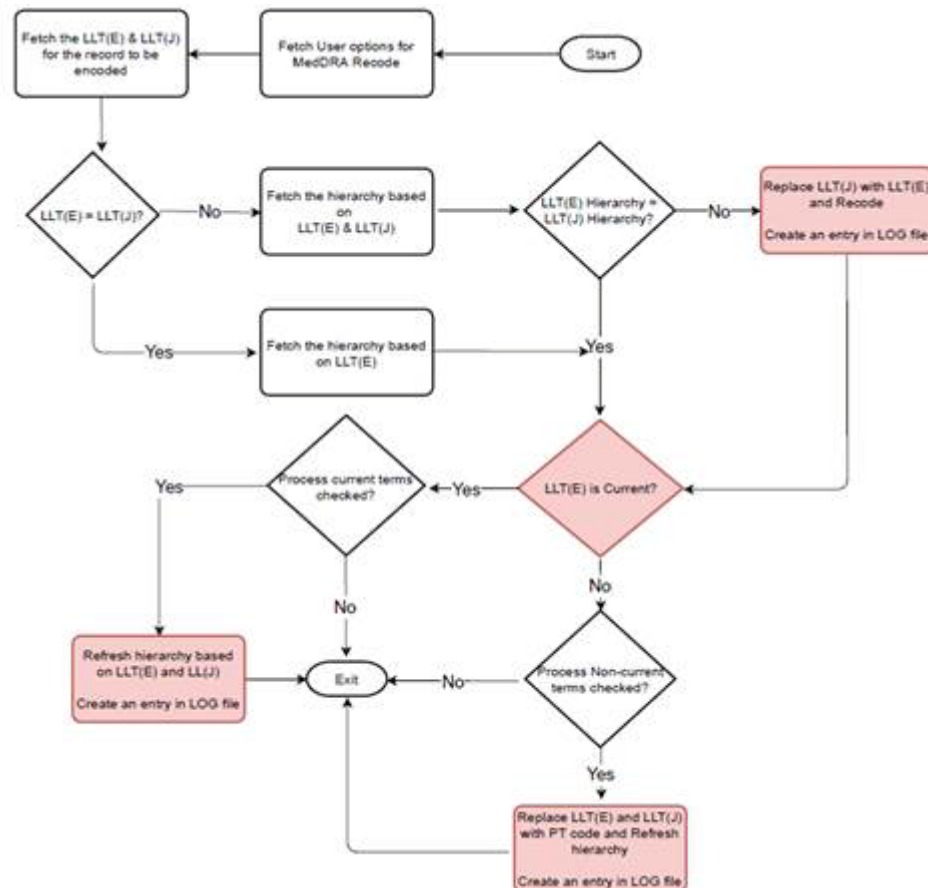 Start
Fetch User options for
MedDRA Recode
Fetch the LLT(E) & LLT(J)
for the record to be
encoded
LLT(E) = LLT(J)?
No
Fetch the hierarchy based
on
LLT(E) & LLT(J)
LLT(E) Hierarchy =
LLT(J) Hierarchy?
No
Replace LLT(J) with LLT(E)
and Recode
Create an entry in LOG file
Yes
Fetch the hierarchy based
on LLT(E)
Yes
LLT(E) is Current?
Yes
Process current terms
checked?
Yes
No
No
Refresh hierarchy based
on LLT(E) and LL(J)
Create an entry in LOG file
Exit
No
Process Non-current
terms checked?
Yes
Replace LLT(E) and LLT(J)
with PT code and Refresh
hierarchy
Create an entry in LOG file